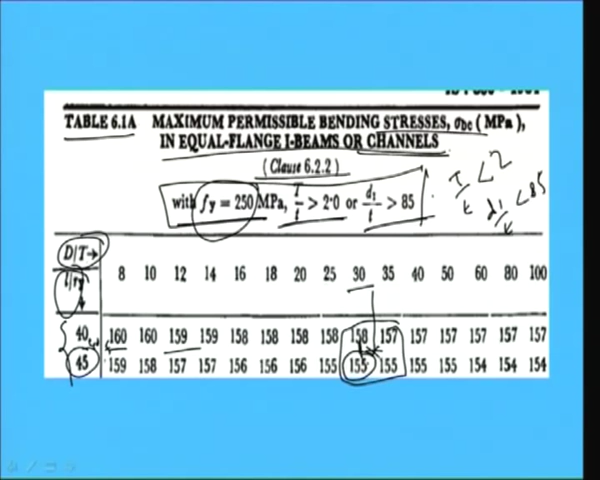 TABLE 6.1A MAXIMUM PERMISSIBLE BENDING STRESSES, σbc (MPa),
IN EQUAL-FLANGE I-BEAMS OR CHANNELS
(Clause 6.2.2)
with fy = 250 MPa, T/t > 2·0 or d1/t > 85
T/t < 2
d1/t < 85
D/T→
8 10 12 14 16 18 20 25 30 35 40 50 60 80 100
l/ry
↓
40 160 160 159 159 158 158 158 158 158 157 157 157 157 157 157
45 159 158 157 157 156 156 156 155 155 155 155 155 154 154 154